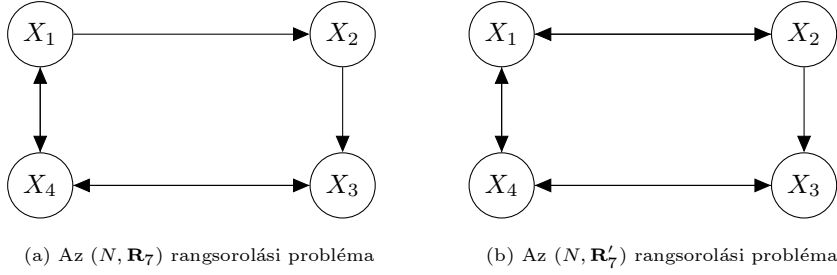 X₁ X₂ X₁ X₂
X₄ X₃ X₄ X₃
(a) Az (N, R₇) rangsorolási probléma
(b) Az (N, R′₇) rangsorolási probléma